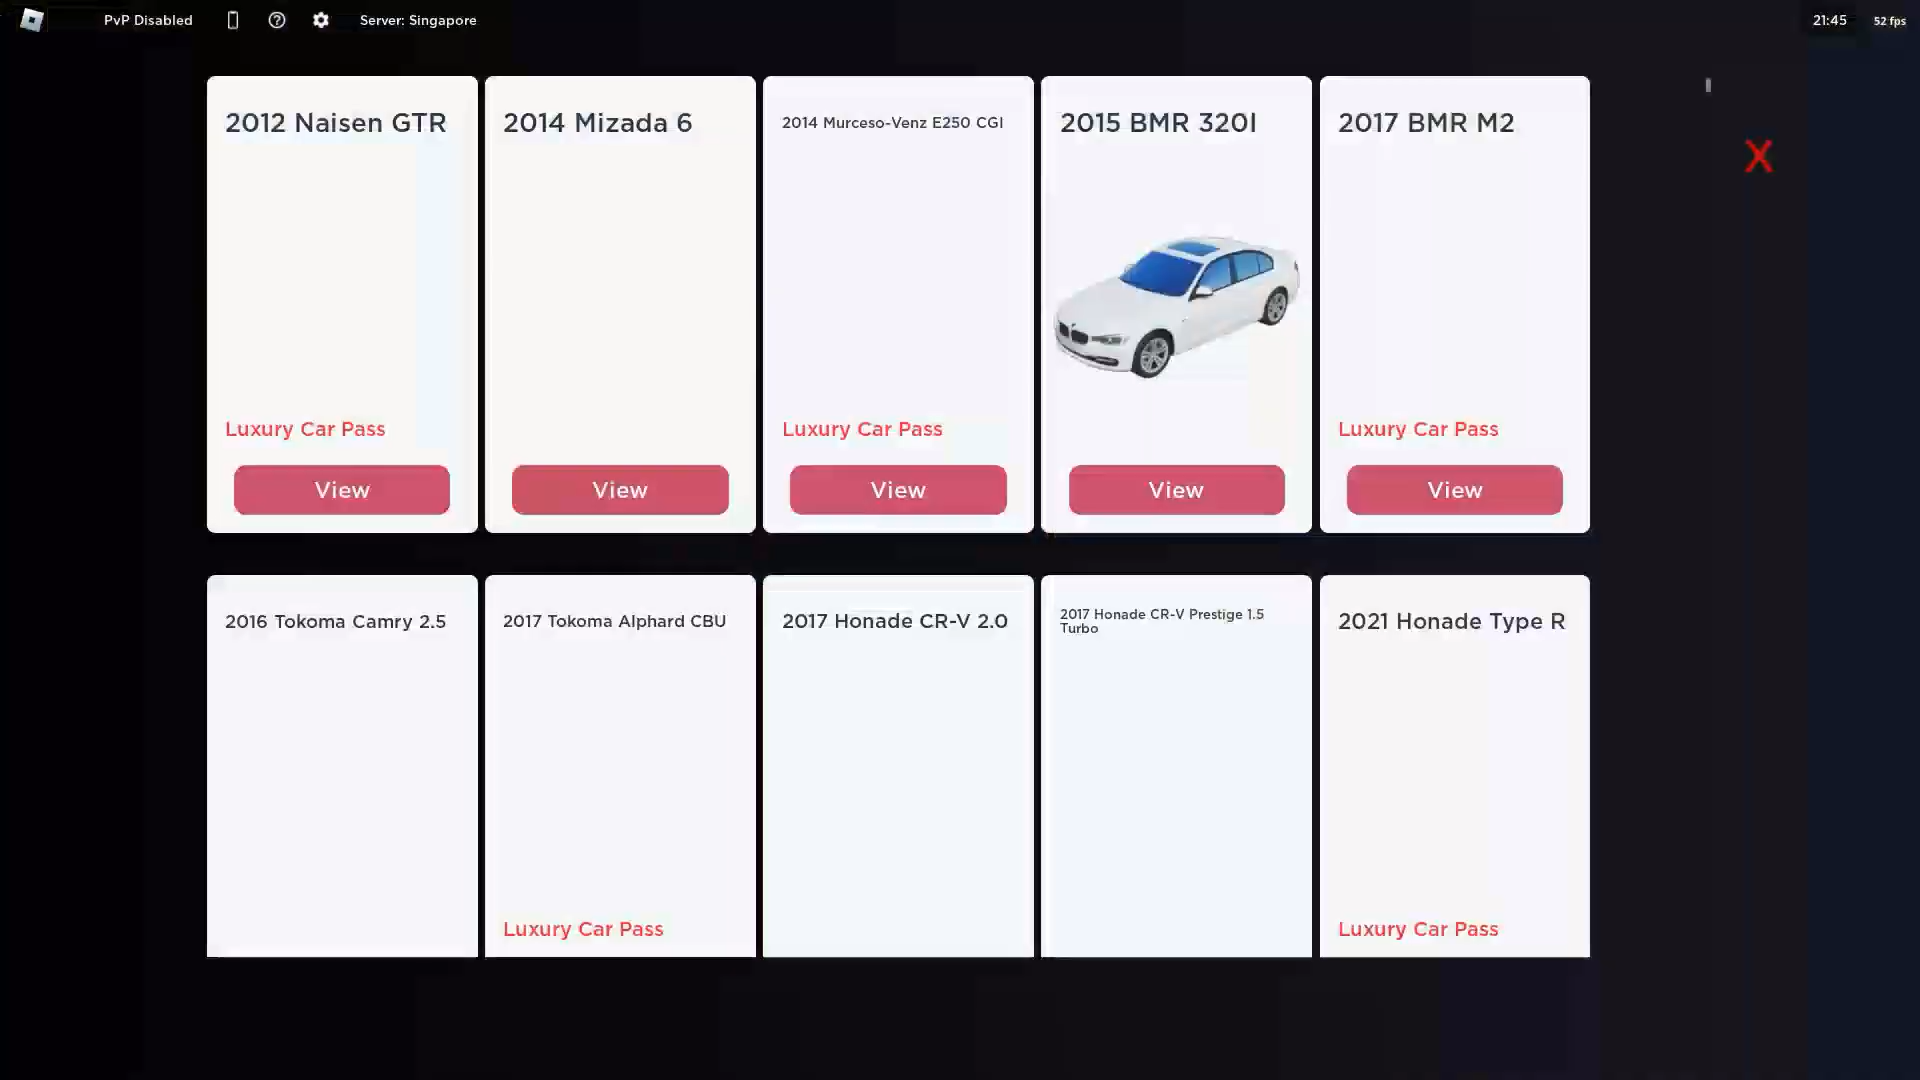 PvP Disabled
Server: Singapore
21:45
52 fps
2012 Naisen GTR
2014 Mizada 6
2014 Murceso-Venz E250 CGI
2015 BMR 320I
2017 BMR M2
X
Luxury Car Pass
Luxury Car Pass
Luxury Car Pass
View
View
View
View
View
2016 Tokoma Camry 2.5
2017 Tokoma Alphard CBU
2017 Honade CR-V 2.0
2017 Honade CR-V Prestige 1.5
Turbo
2021 Honade Type R
Luxury Car Pass
Luxury Car Pass